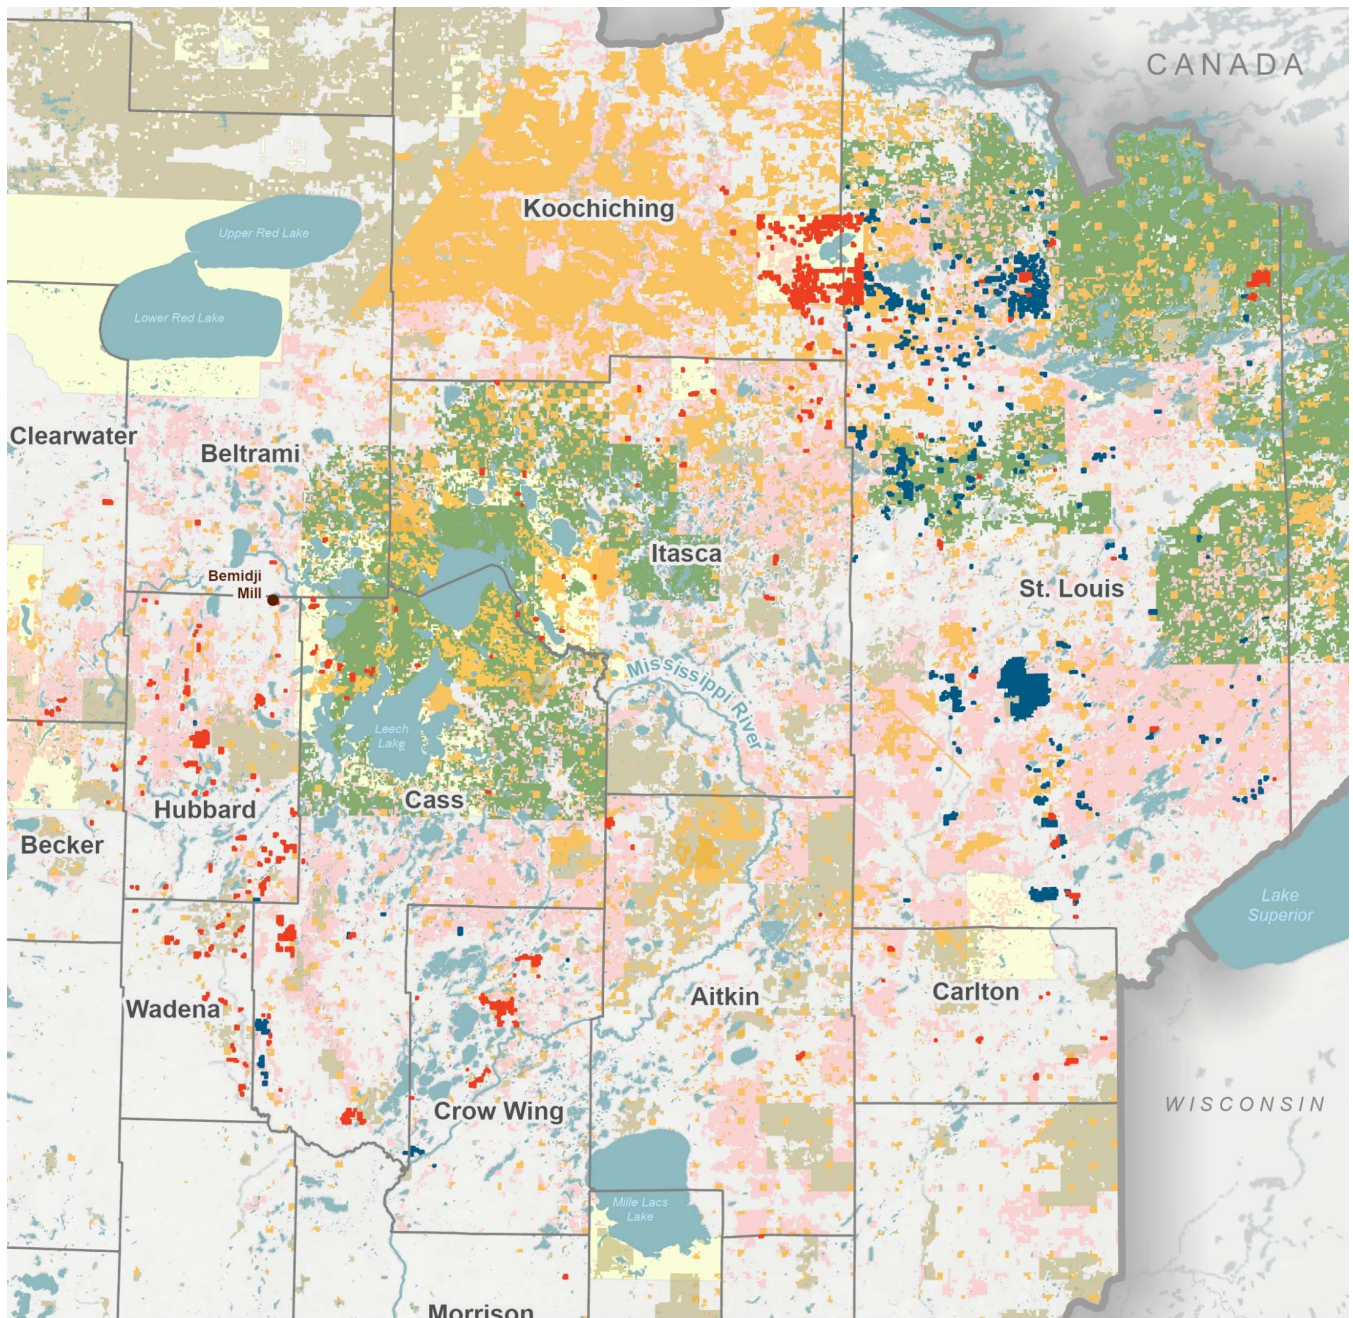 CANADA
Koochiching
Upper Red Lake
Lower Red Lake
Clearwater
Beltrami
Itasca
Bemidji
Mill
St. Louis
Mississippi River
Leech
Lake
Cass
Hubbard
Becker
Lake
Superior
Wadena
Aitkin
Carlton
Crow Wing
WISCONSIN
Mille Lacs
Lake
Morrison